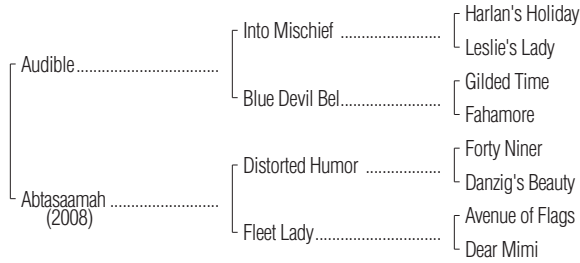 Harlan's Holiday
Into Mischief ....................
Leslie's Lady
Audible............................
Gilded Time
Blue Devil Bel....................
Fahamore
Forty Niner
Distorted Humor ...............
Danzig's Beauty
Abtasaamah .....................
(2008)
Avenue of Flags
Fleet Lady.........................
Dear Mimi